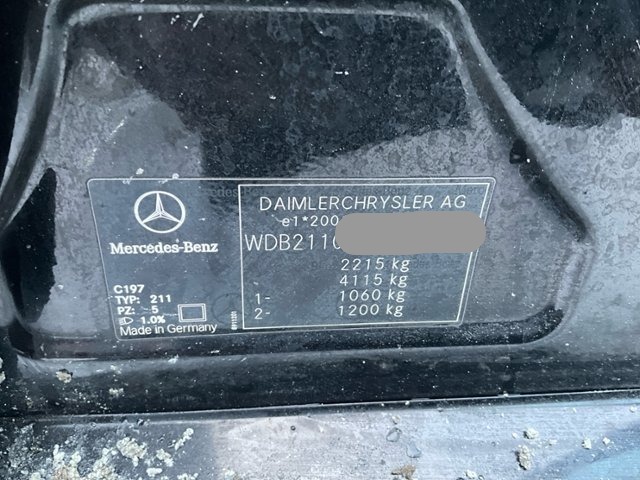 Mercedes-Benz
C197
TYP: 211
PZ: 5
1.0%
Made in Germany
DAIMLERCHRYSLER AG
e1*200
WDB211
2215 kg
4115 kg
1- 1060 kg
2- 1200 kg